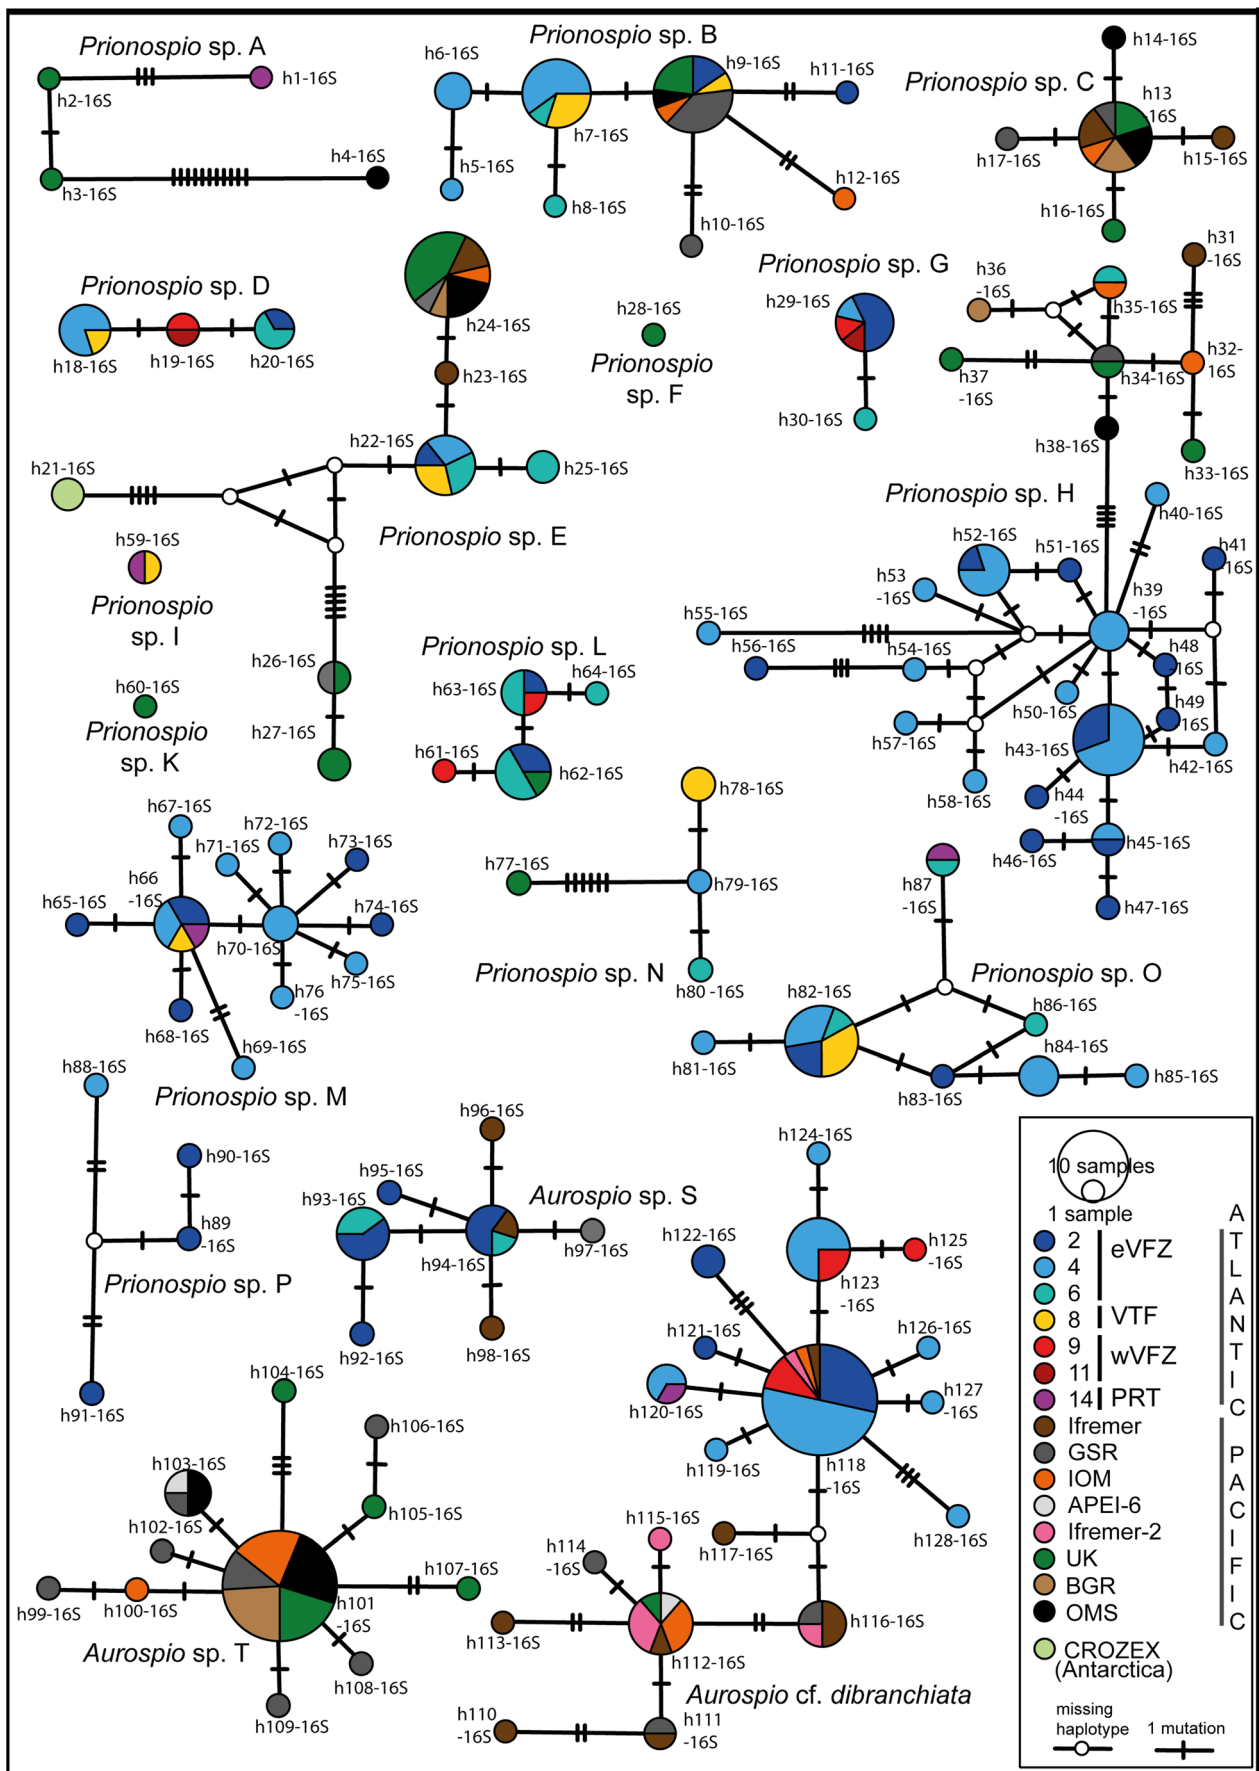 Prionospio sp. A
h2-16S
h1-16S
h3-16S
h4-16S
Prionospio sp. B
h6-16S
h9-16S
h11-16S
h7-16S
h5-16S
h8-16S
h12-16S
h10-16S
Prionospio sp. C
h14-16S
h13
-16S
h17-16S
h15-16S
h16-16S
Prionospio sp. D
h18-16S
h19-16S
h20-16S
h24-16S
h23-16S
h22-16S
h25-16S
h21-16S
Prionospio sp. E
h26-16S
h27-16S
h28-16S
Prionospio
sp. F
Prionospio sp. G
h29-16S
h30-16S
h31
-16S
h36
-16S
h35-16S
h32-
16S
h37
-16S
h34-16S
h33-16S
h38-16S
Prionospio sp. H
h40-16S
h52-16S
h51-16S
h41
-16S
h53
-16S
h39
-16S
h55-16S
h56-16S
h54-16S
h48
-16S
h50-16S
h49
-16S
h57-16S
h43-16S
h42-16S
h58-16S
h44
-16S
h46-16S
h45-16S
h47-16S
h59-16S
Prionospio
sp. I
h60-16S
Prionospio
sp. K
Prionospio sp. L
h63-16S
h64-16S
h61-16S
h62-16S
h67-16S
h72-16S
h71-16S
h73-16S
h66
-16S
h65-16S
h74-16S
h70-16S
h75-16S
h76
-16S
h68-16S
h69-16S
Prionospio sp. M
h78-16S
h77-16S
h79-16S
h80 -16S
Prionospio sp. N
h87
-16S
Prionospio sp. O
h82-16S
h86-16S
h81-16S
h84-16S
h83-16S
h85-16S
h88-16S
h90-16S
h89
-16S
Prionospio sp. P
h91-16S
h96-16S
h95-16S
h93-16S
Aurospio sp. S
h94-16S
h97-16S
h92-16S
h98-16S
h104-16S
h106-16S
h103-16S
h105-16S
h102-16S
h107-16S
h99-16S
h100-16S
h101
-16S
Aurospio sp. T
h108-16S
h109-16S
h124-16S
h122-16S
h125
-16S
h123
-16S
h121-16S
h126-16S
h120-16S
h127
-16S
h119-16S
h118
-16S
h128-16S
h117-16S
h115-16S
h114
-16S
h113-16S
h116-16S
h112-16S
h110
-16S
h111
-16S
Aurospio cf. dibranchiata
10 samples
1 sample
2
4
6
eVFZ
8
VTF
9
11
wVFZ
14
PRT
Ifremer
GSR
IOM
APEI-6
Ifremer-2
UK
BGR
OMS
CROZEX
(Antarctica)
ATLANTIC
PACIFIC
missing
haplotype
1 mutation